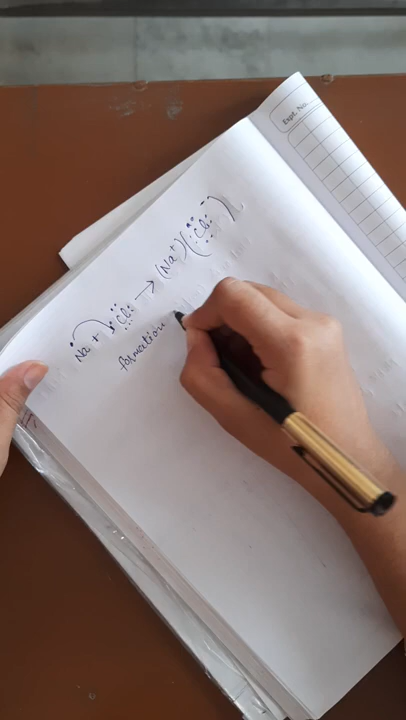 Na + Cl → (Na⁺)(Cl⁻)
formation
Expt. No.